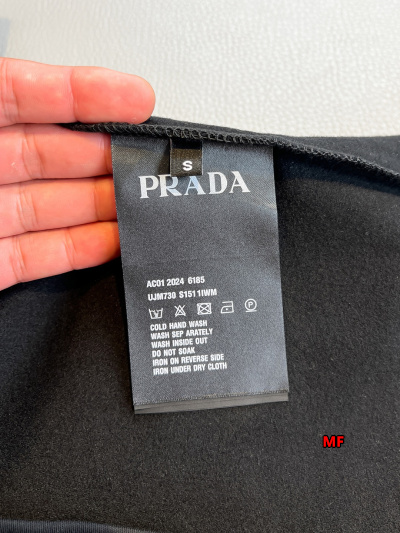 S
PRADA
AC01 2024 6185
UJM730 S1511IWM
COLD HAND WASH
WASH SEP ARATELY
WASH INSIDE OUT
DO NOT SOAK
IRON ON REVERSE SIDE
IRON UNDER DRY CLOTH
MF